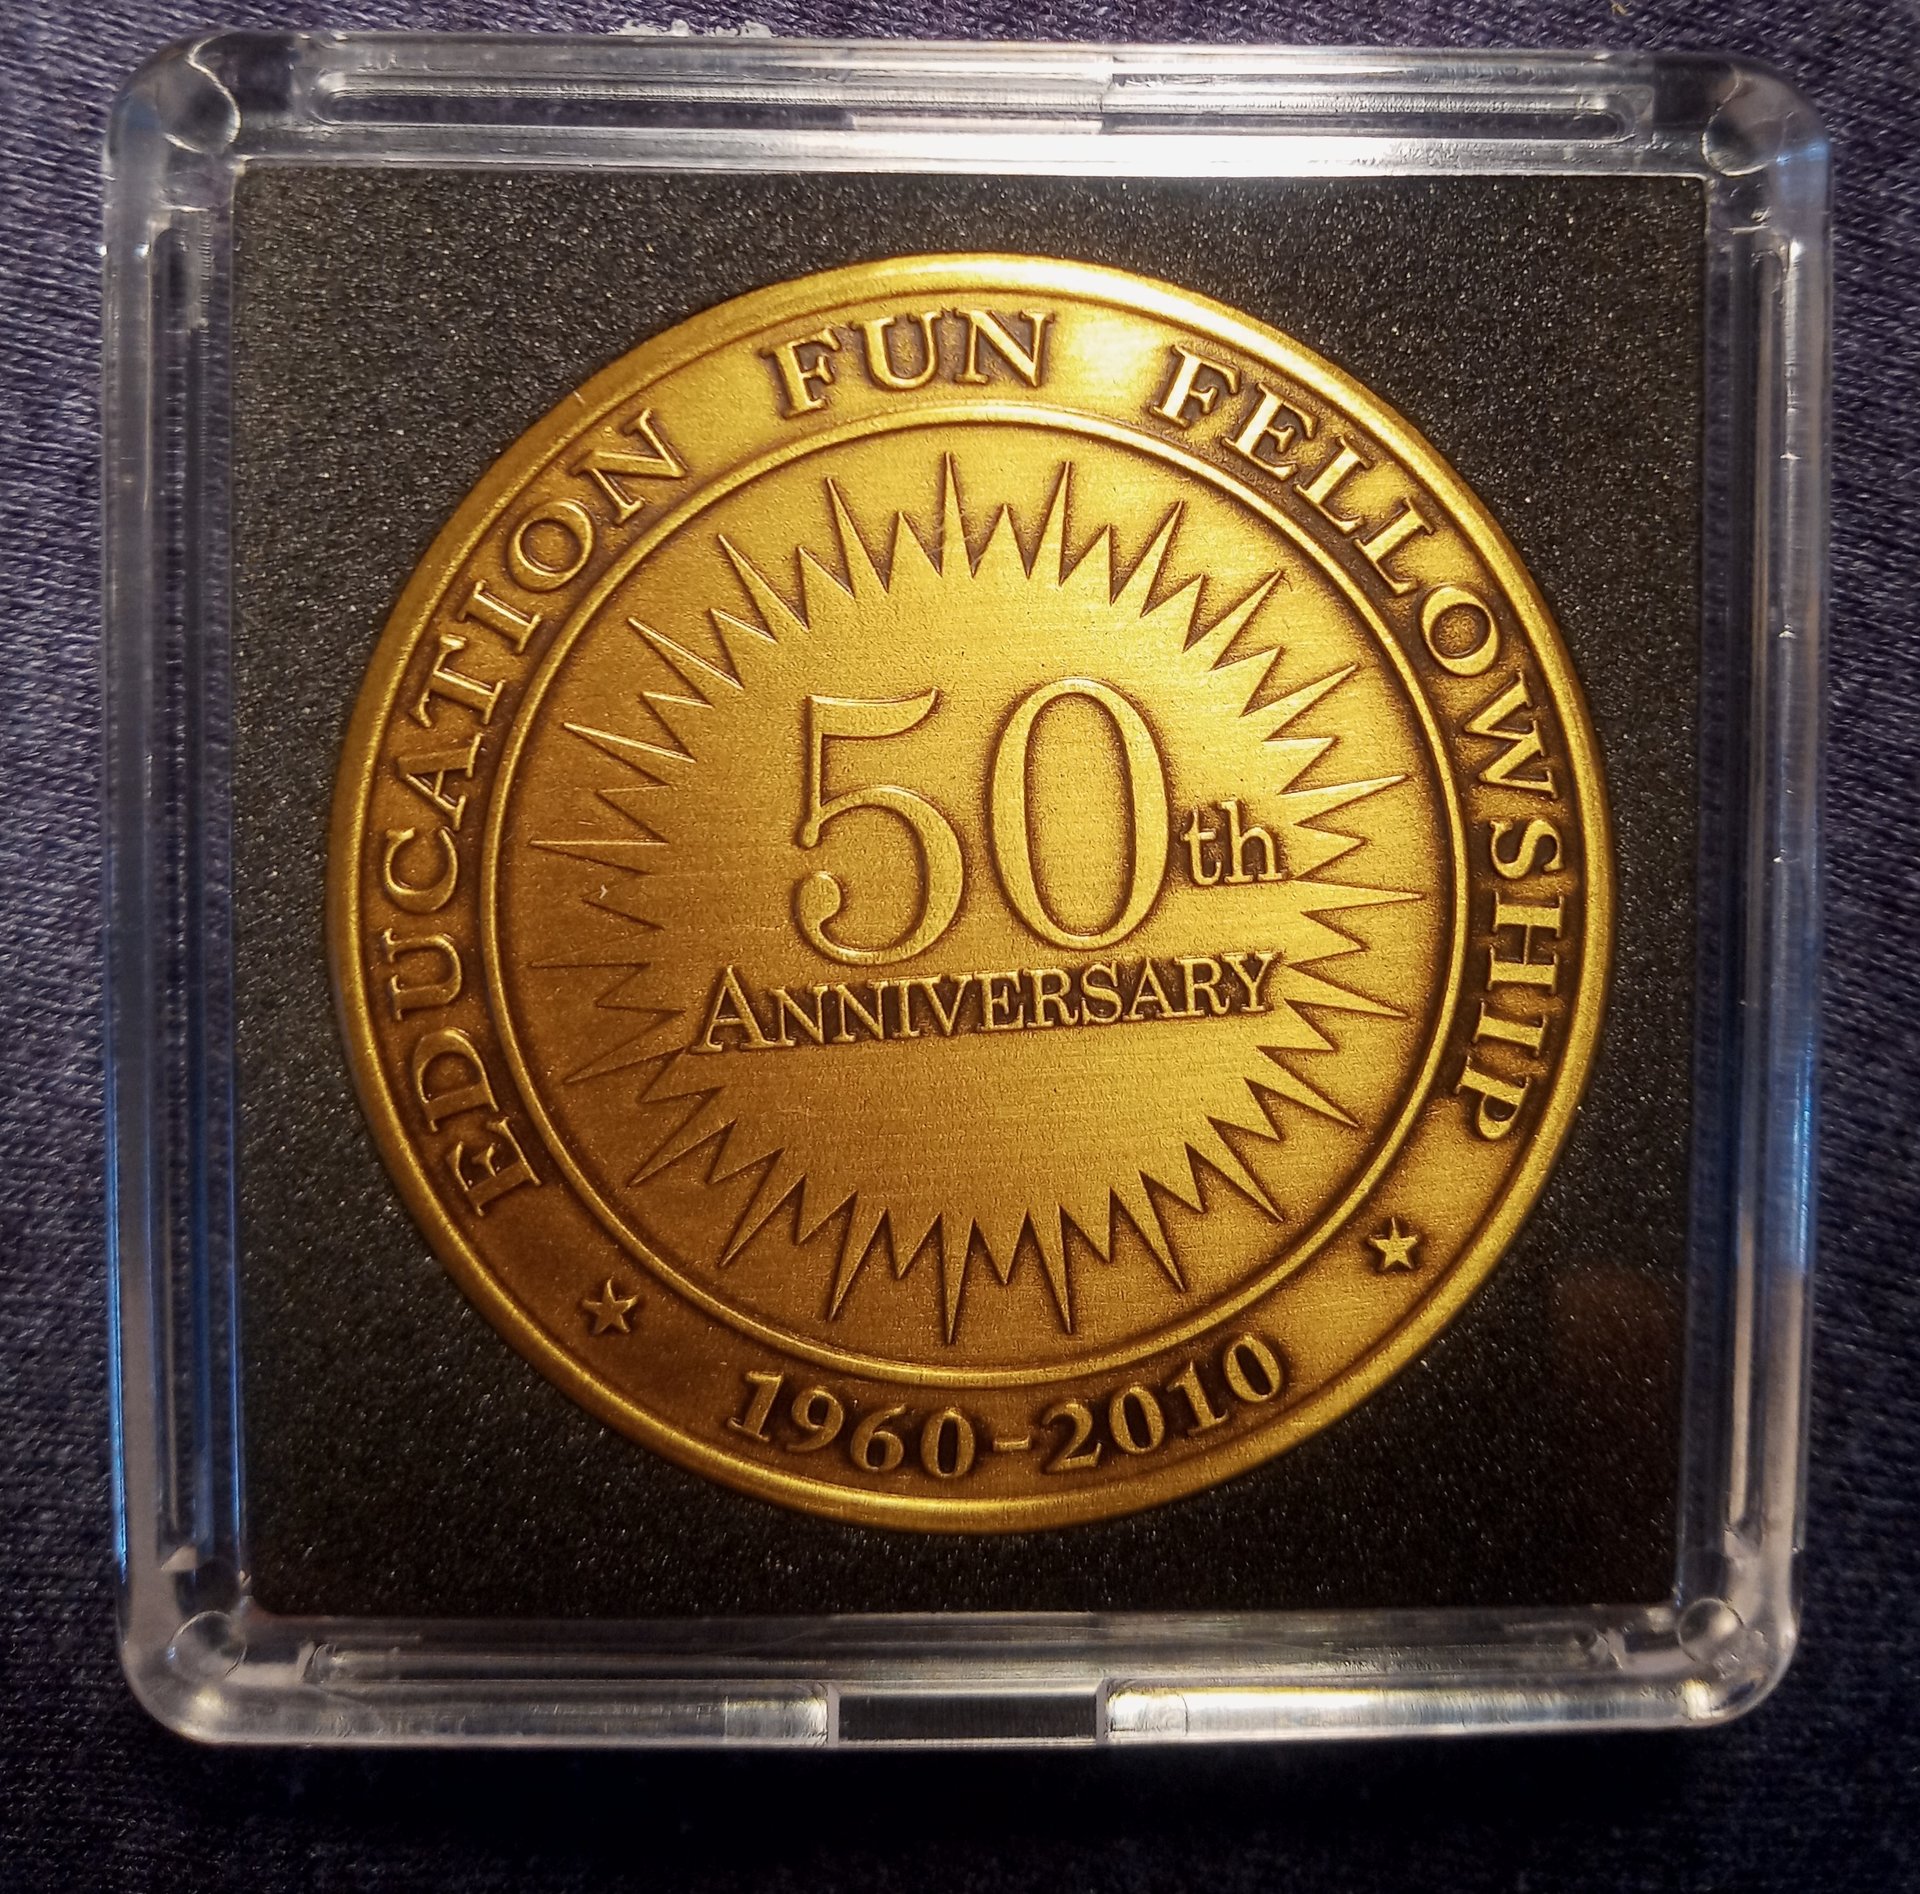 EDUCATION FUN FELLOWSHIP
50th
ANNIVERSARY
1960-2010